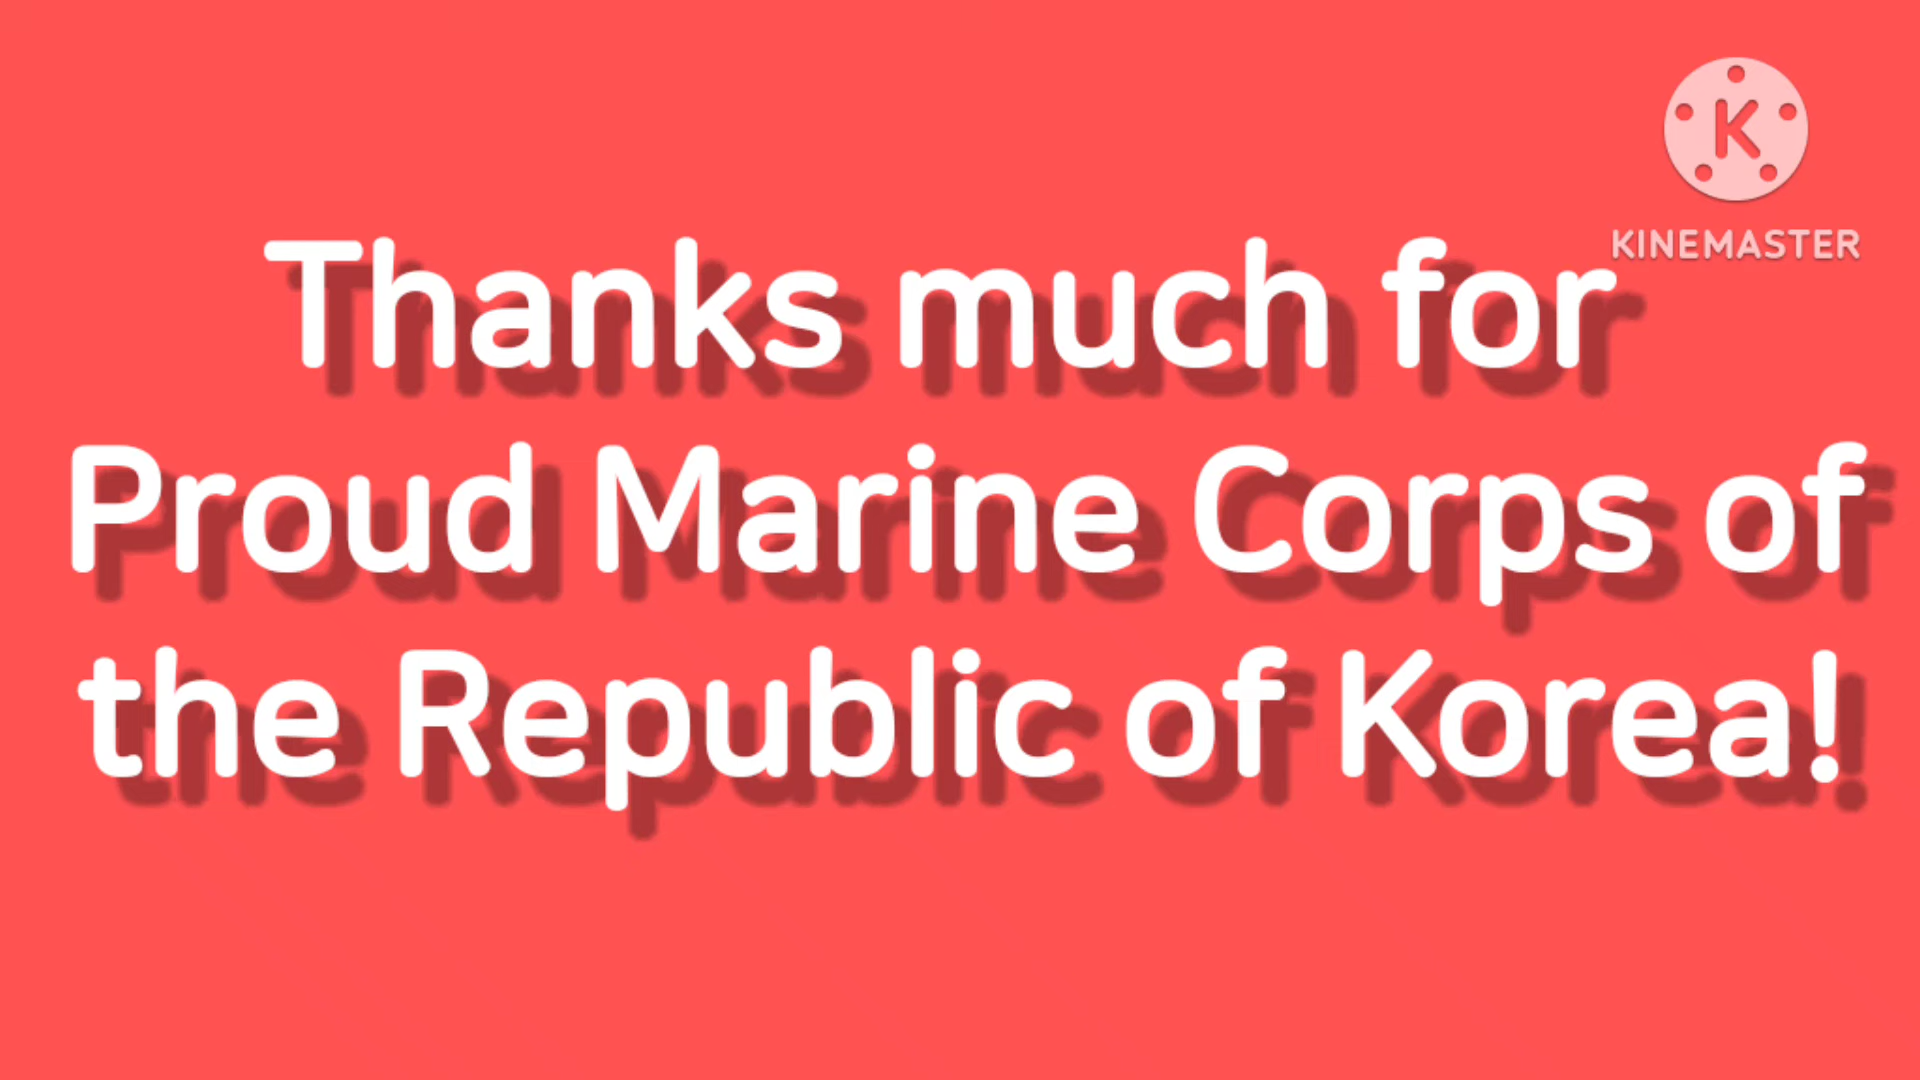 K
KINEMASTER
Thanks much for
Proud Marine Corps of
the Republic of Korea!